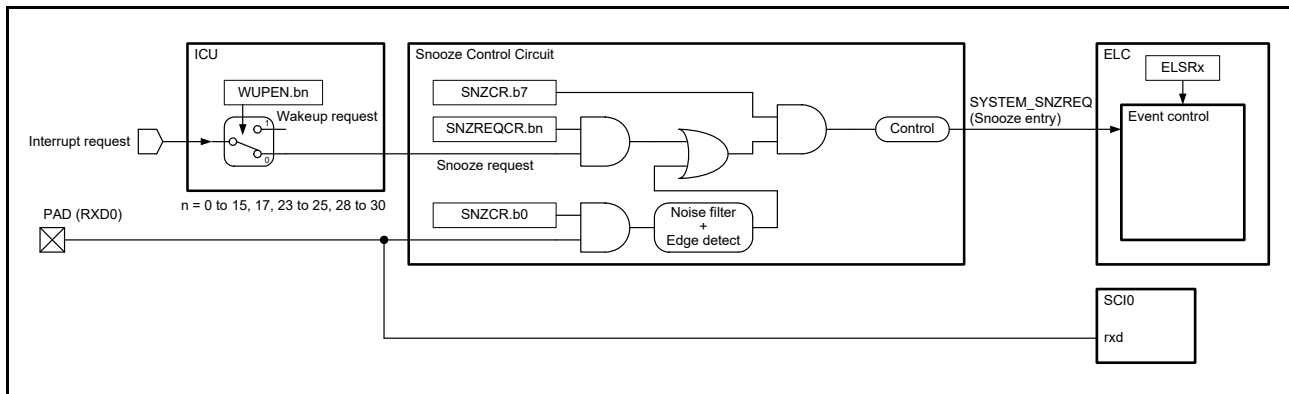 ICU
WUPEN.bn
1
Wakeup request
0
Interrupt request
n = 0 to 15, 17, 23 to 25, 28 to 30
PAD (RXD0)
Snooze Control Circuit
SNZCR.b7
SNZREQCR.bn
Snooze request
SNZCR.b0
Noise filter
+
Edge detect
Control
SYSTEM_SNZREQ
(Snooze entry)
ELC
ELSRx
Event control
SCI0
rxd